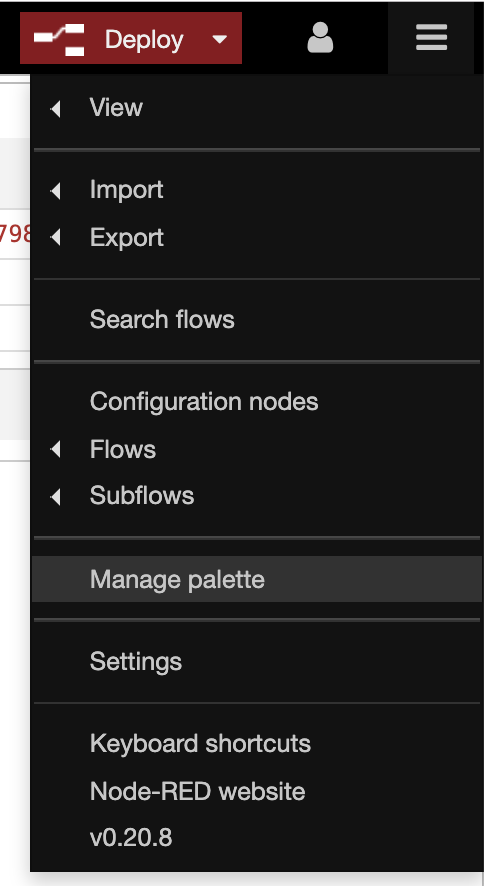 Deploy
View
Import
798
Export
Search flows
Configuration nodes
Flows
Subflows
Manage palette
Settings
Keyboard shortcuts
Node-RED website
v0.20.8